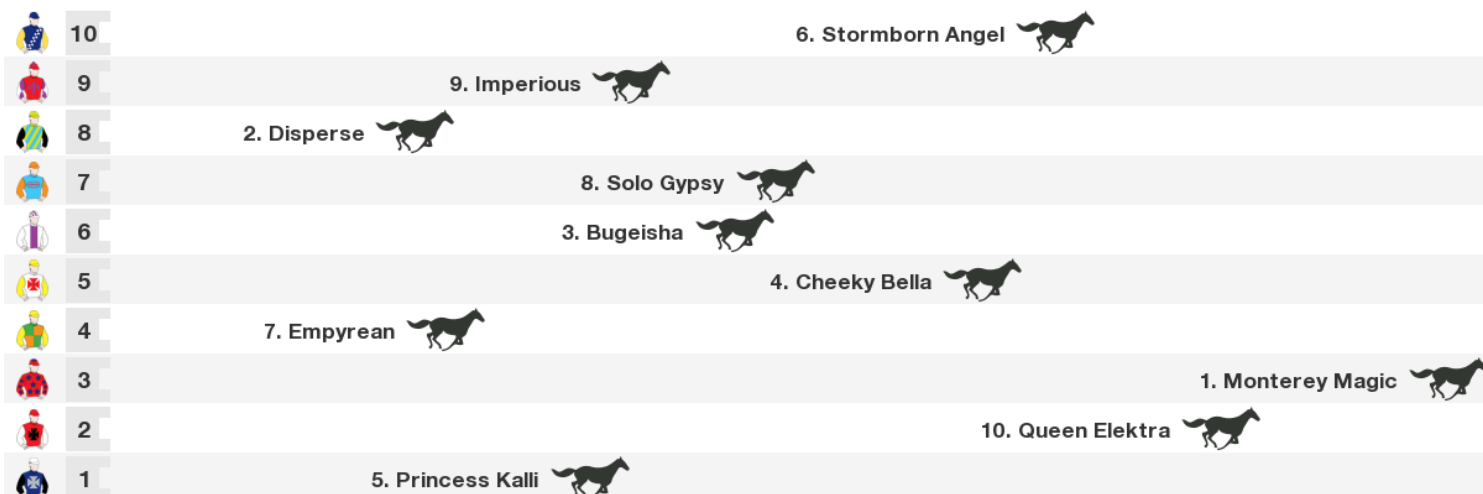 10 6. Stormborn Angel
9 9. Imperious
8 2. Disperse
7 8. Solo Gypsy
6 3. Bugeisha
5 4. Cheeky Bella
4 7. Empyrean
3 1. Monterey Magic
2 10. Queen Elektra
1 5. Princess Kalli